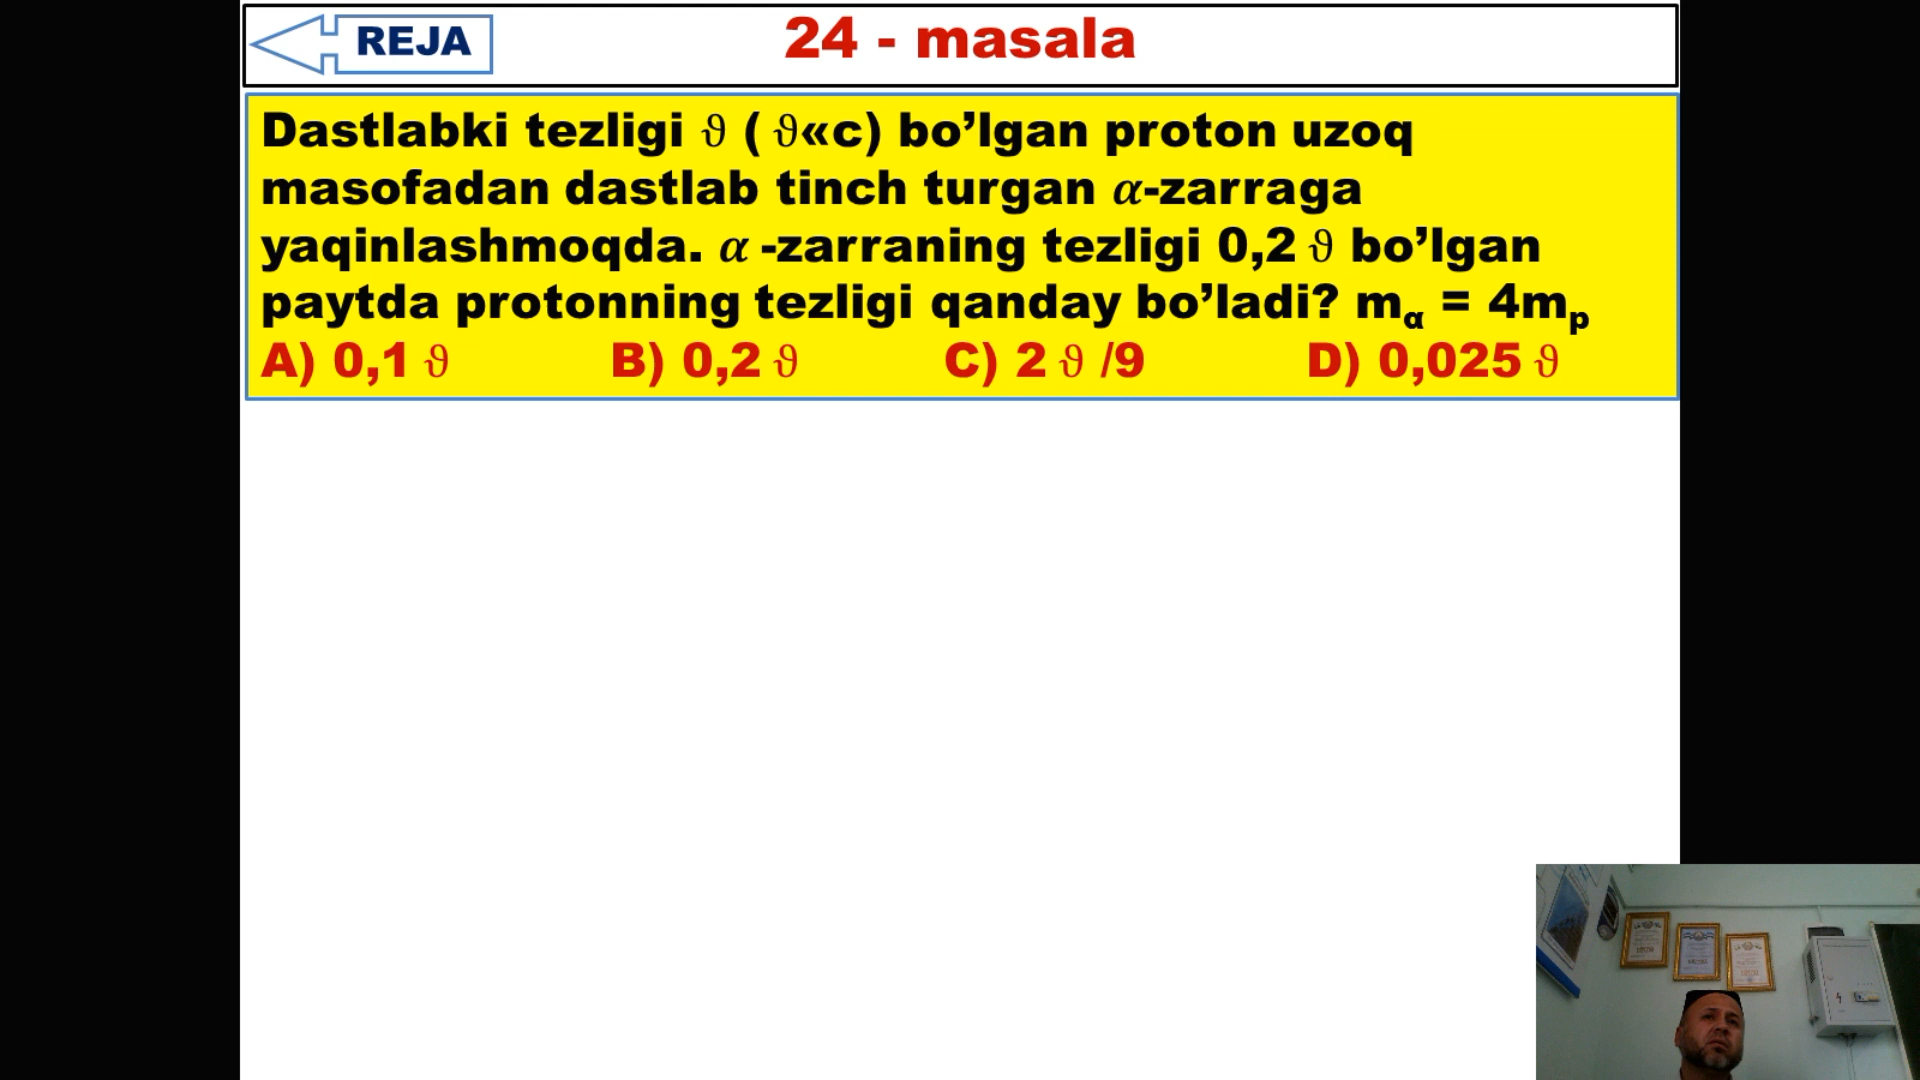 REJA
24 - masala
Dastlabki tezligi 𝜗 ( 𝜗«c) bo’lgan proton uzoq
masofadan dastlab tinch turgan 𝛼-zarraga
yaqinlashmoqda. 𝛼 -zarraning tezligi 0,2 𝜗 bo’lgan
paytda protonning tezligi qanday bo’ladi? mα = 4mp
A) 0,1 𝜗 B) 0,2 𝜗 C) 2 𝜗 /9 D) 0,025 𝜗